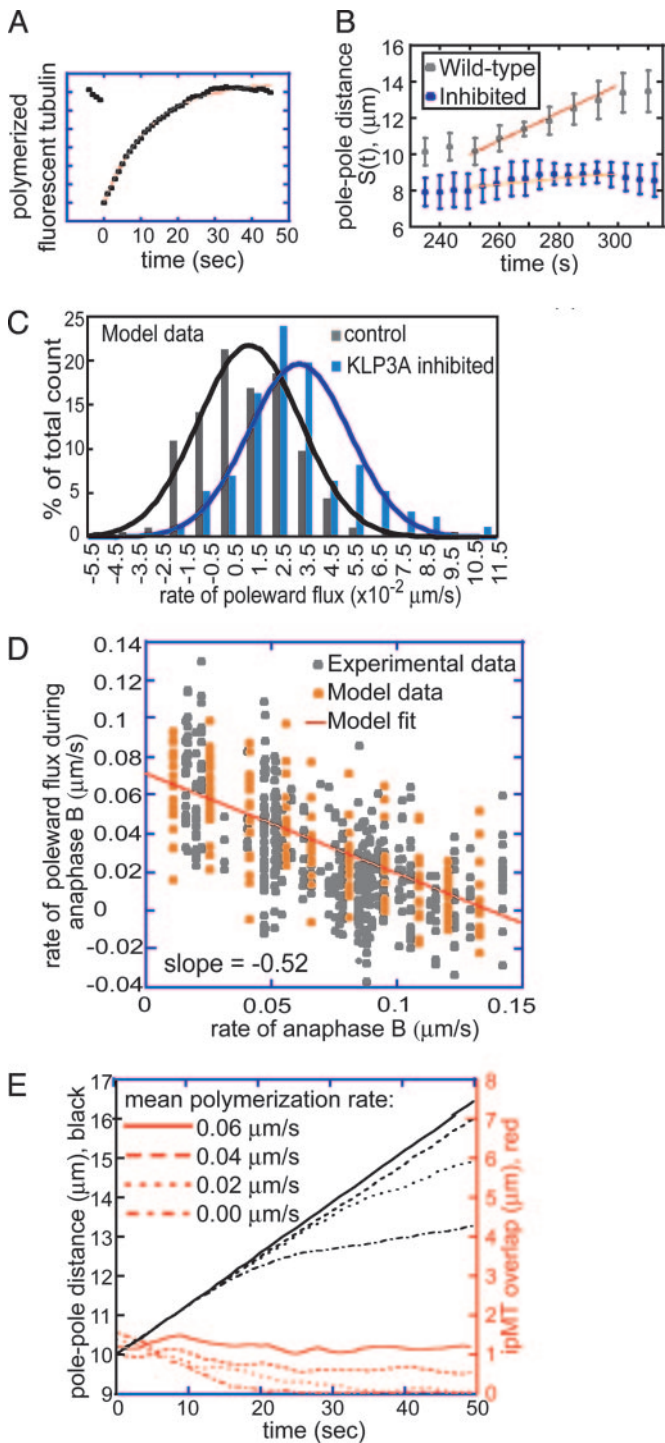 A
polymerized
fluorescent tubulin
0 10 20 30 40 50
time (sec)
B
pole-pole distance
S(t), (μm)
16
14
12
10
8
6
Wild-type
Inhibited
240 260 280 300
time (s)
C
Model data
control
KLP3A inhibited
% of total count
25
20
15
10
5
0
-5.5 -4.5 -3.5 -2.5 -1.5 -0.5 0.5 1.5 2.5 3.5 4.5 5.5 6.5 7.5 8.5 9.5 10.5 11.5
rate of poleward flux (x10-2 μm/s)
D
rate of poleward flux during
anaphase B (μm/s)
0.14
0.12
0.1
0.08
0.06
0.04
0.02
0
-0.02
-0.04
Experimental data
Model data
Model fit
slope = -0.52
0 0.05 0.1 0.15
rate of anaphase B (μm/s)
E
pole-pole distance (μm), black
17
16
15
14
13
12
11
10
9
mean polymerization rate:
0.06 μm/s
0.04 μm/s
0.02 μm/s
0.00 μm/s
8
7
6
5
4
3
2
1
0
ipMT overlap (μm), red
0 10 20 30 40 50
time (sec)